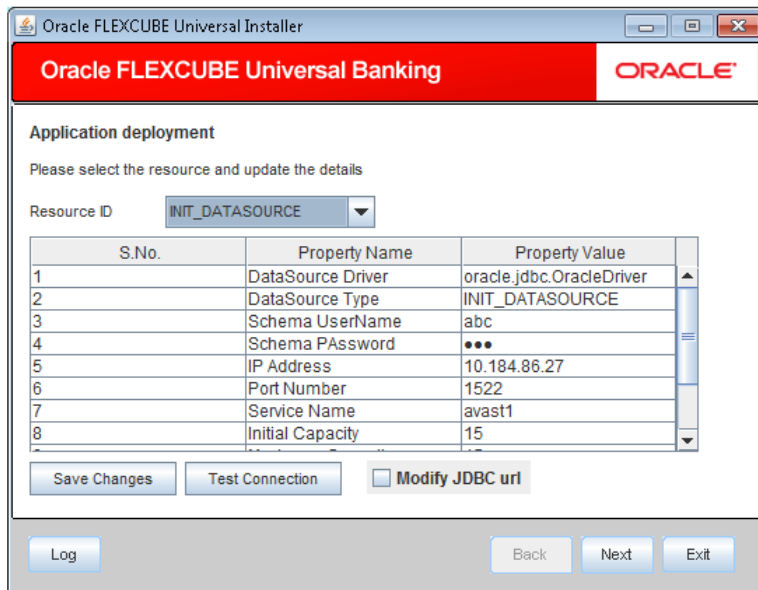 Oracle FLEXCUBE Universal Installer
Oracle FLEXCUBE Universal Banking
ORACLE
Application deployment
Please select the resource and update the details
Resource ID INIT_DATASOURCE
S.No. Property Name Property Value
1 DataSource Driver oracle.jdbc.OracleDriver
2 DataSource Type INIT_DATASOURCE
3 Schema UserName abc
4 Schema PAssword ●●●
5 IP Address 10.184.86.27
6 Port Number 1522
7 Service Name avast1
8 Initial Capacity 15
Save Changes Test Connection Modify JDBC url
Log Back Next Exit